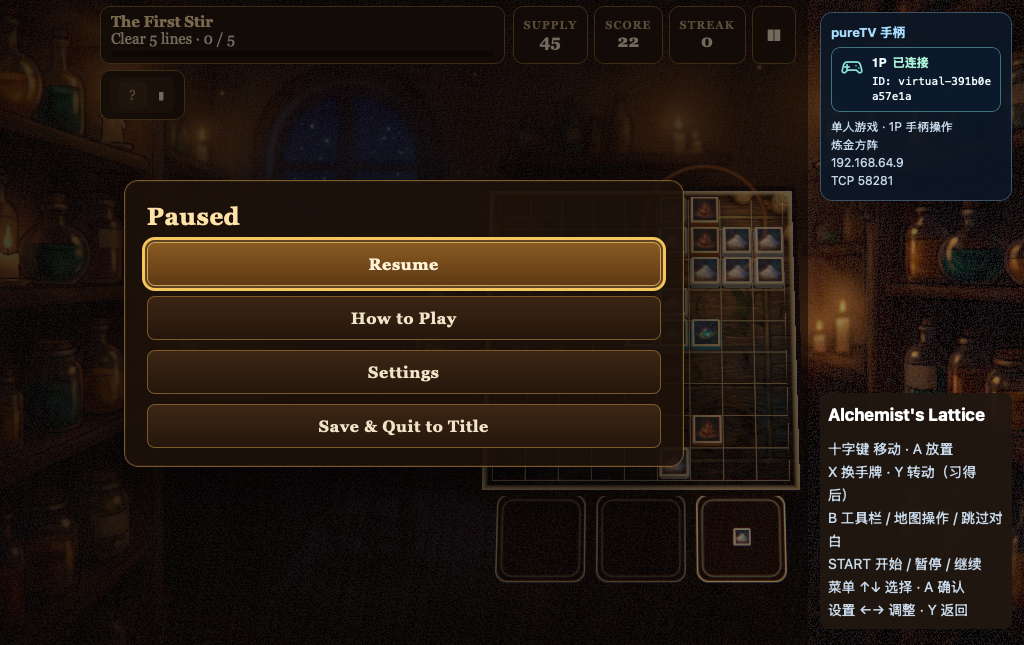 The First Stir
Clear 5 lines · 0 / 5
SUPPLY
45
SCORE
22
STREAK
0
?
Paused
Resume
How to Play
Settings
Save & Quit to Title
pureTV 手柄
1P 已连接
ID: virtual-391b0e
a57e1a
单人游戏 · 1P 手柄操作
炼金方阵
192.168.64.9
TCP 58281
Alchemist's Lattice
十字键 移动 · A 放置
X 换手牌 · Y 转动（习得
后）
B 工具栏 / 地图操作 / 跳过对
白
START 开始 / 暂停 / 继续
菜单 ↑↓ 选择 · A 确认
设置 ←→ 调整 · Y 返回